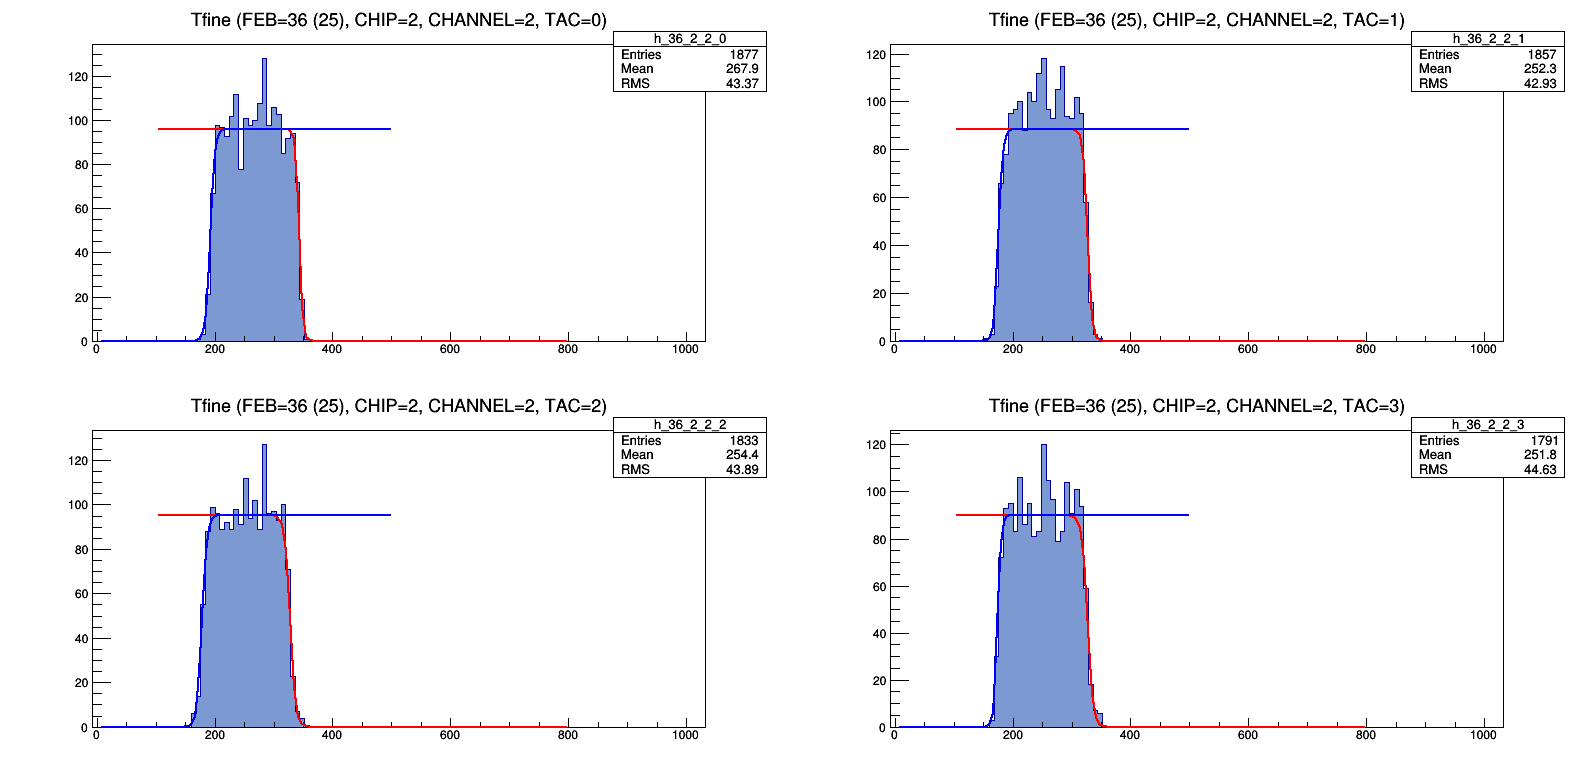 Tfine (FEB=36 (25), CHIP=2, CHANNEL=2, TAC=0)
h_36_2_2_0
Entries 1877
Mean 267.9
RMS 43.37
120
100
80
60
40
20
0
0 200 400 600 800 1000
Tfine (FEB=36 (25), CHIP=2, CHANNEL=2, TAC=1)
h_36_2_2_1
Entries 1857
Mean 252.3
RMS 42.93
120
100
80
60
40
20
0
0 200 400 600 800 1000
Tfine (FEB=36 (25), CHIP=2, CHANNEL=2, TAC=2)
h_36_2_2_2
Entries 1833
Mean 254.4
RMS 43.89
120
100
80
60
40
20
0
0 200 400 600 800 1000
Tfine (FEB=36 (25), CHIP=2, CHANNEL=2, TAC=3)
h_36_2_2_3
Entries 1791
Mean 251.8
RMS 44.63
120
100
80
60
40
20
0
0 200 400 600 800 1000